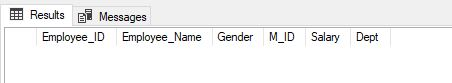 Results Messages
Employee_ID Employee_Name Gender M_ID Salary Dept